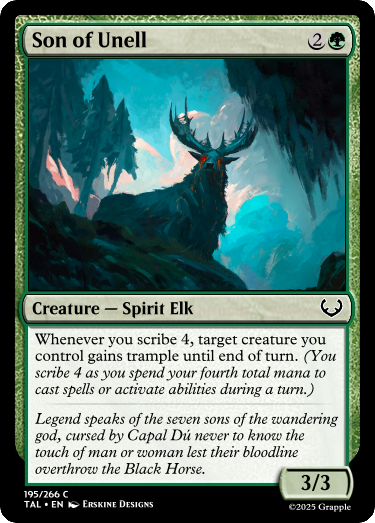 Son of Unell 2
Creature — Spirit Elk
Whenever you scribe 4, target creature you
control gains trample until end of turn. (You
scribe 4 as you spend your fourth total mana to
cast spells or activate abilities during a turn.)
Legend speaks of the seven sons of the wandering
god, cursed by Capal Dú never to know the
touch of man or woman lest their bloodline
overthrow the Black Horse.
3/3
195/266 C
TAL • EN Erskine Designs
©2025 Grapple